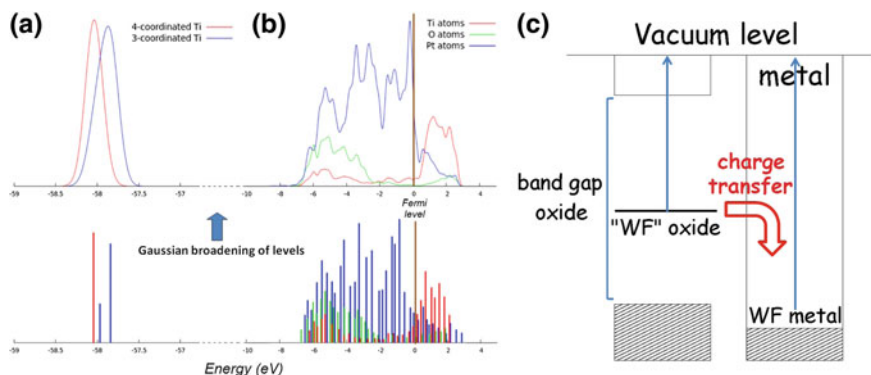 (a)
4-coordinated Ti
3-coordinated Ti
-59 -58.5 -58 -57.5 -57
(b)
Ti atoms
O atoms
Pt atoms
-10 -8 -6 -4 -2 0 2 4
Fermi
level
Gaussian broadening of levels
-59 -58.5 -58 -57.5 -57
-10 -8 -6 -4 -2 0 2 4
Energy (eV)
(c)
Vacuum level
metal
band gap
oxide
charge
transfer
"WF" oxide
WF metal